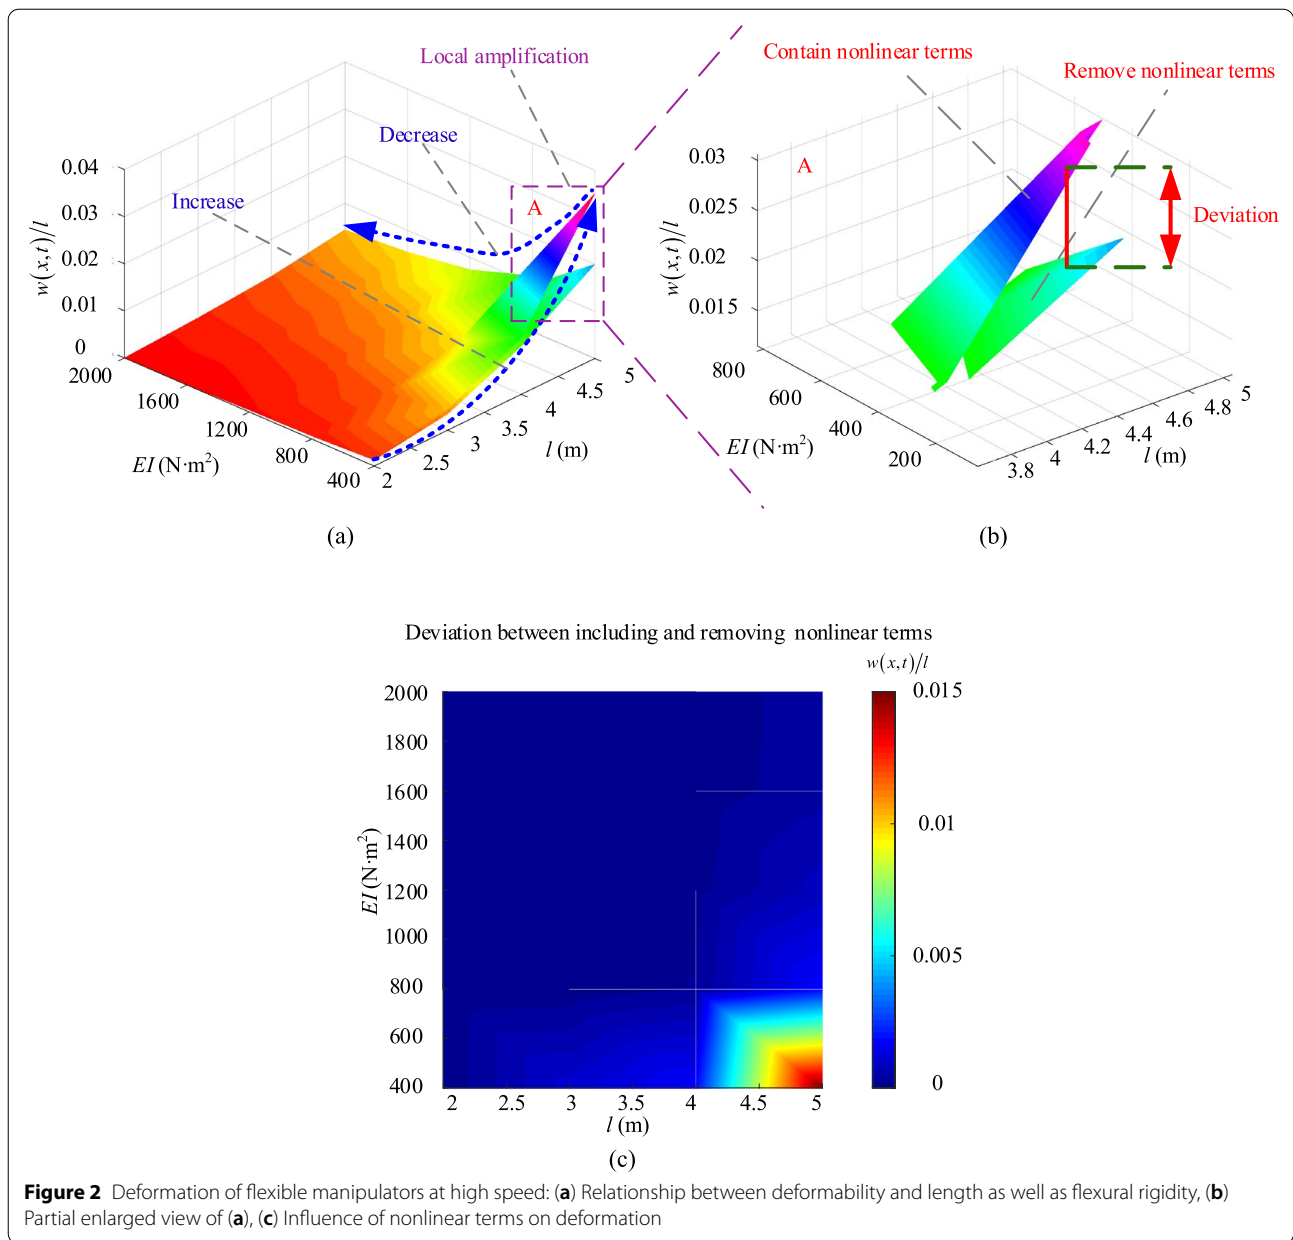 Local amplification
Decrease
Increase
A
w(x,t)/l
0.04
0.03
0.02
0.01
0
2000
1600
1200
800
400
EI (N·m²)
2
2.5
3
3.5
4
4.5
5
l (m)
(a)
Contain nonlinear terms
Remove nonlinear terms
A
Deviation
w(x,t)/l
0.03
0.025
0.02
0.015
800
600
400
200
EI (N·m²)
3.8
4
4.2
4.4
4.6
4.8
5
l (m)
(b)
Deviation between including and removing nonlinear terms
w(x,t)/l
EI (N·m²)
2000
1800
1600
1400
1200
1000
800
600
400
2
2.5
3
3.5
4
4.5
5
l (m)
0.015
0.01
0.005
0
(c)
Figure 2 Deformation of flexible manipulators at high speed: (a) Relationship between deformability and length as well as flexural rigidity, (b)
Partial enlarged view of (a), (c) Influence of nonlinear terms on deformation